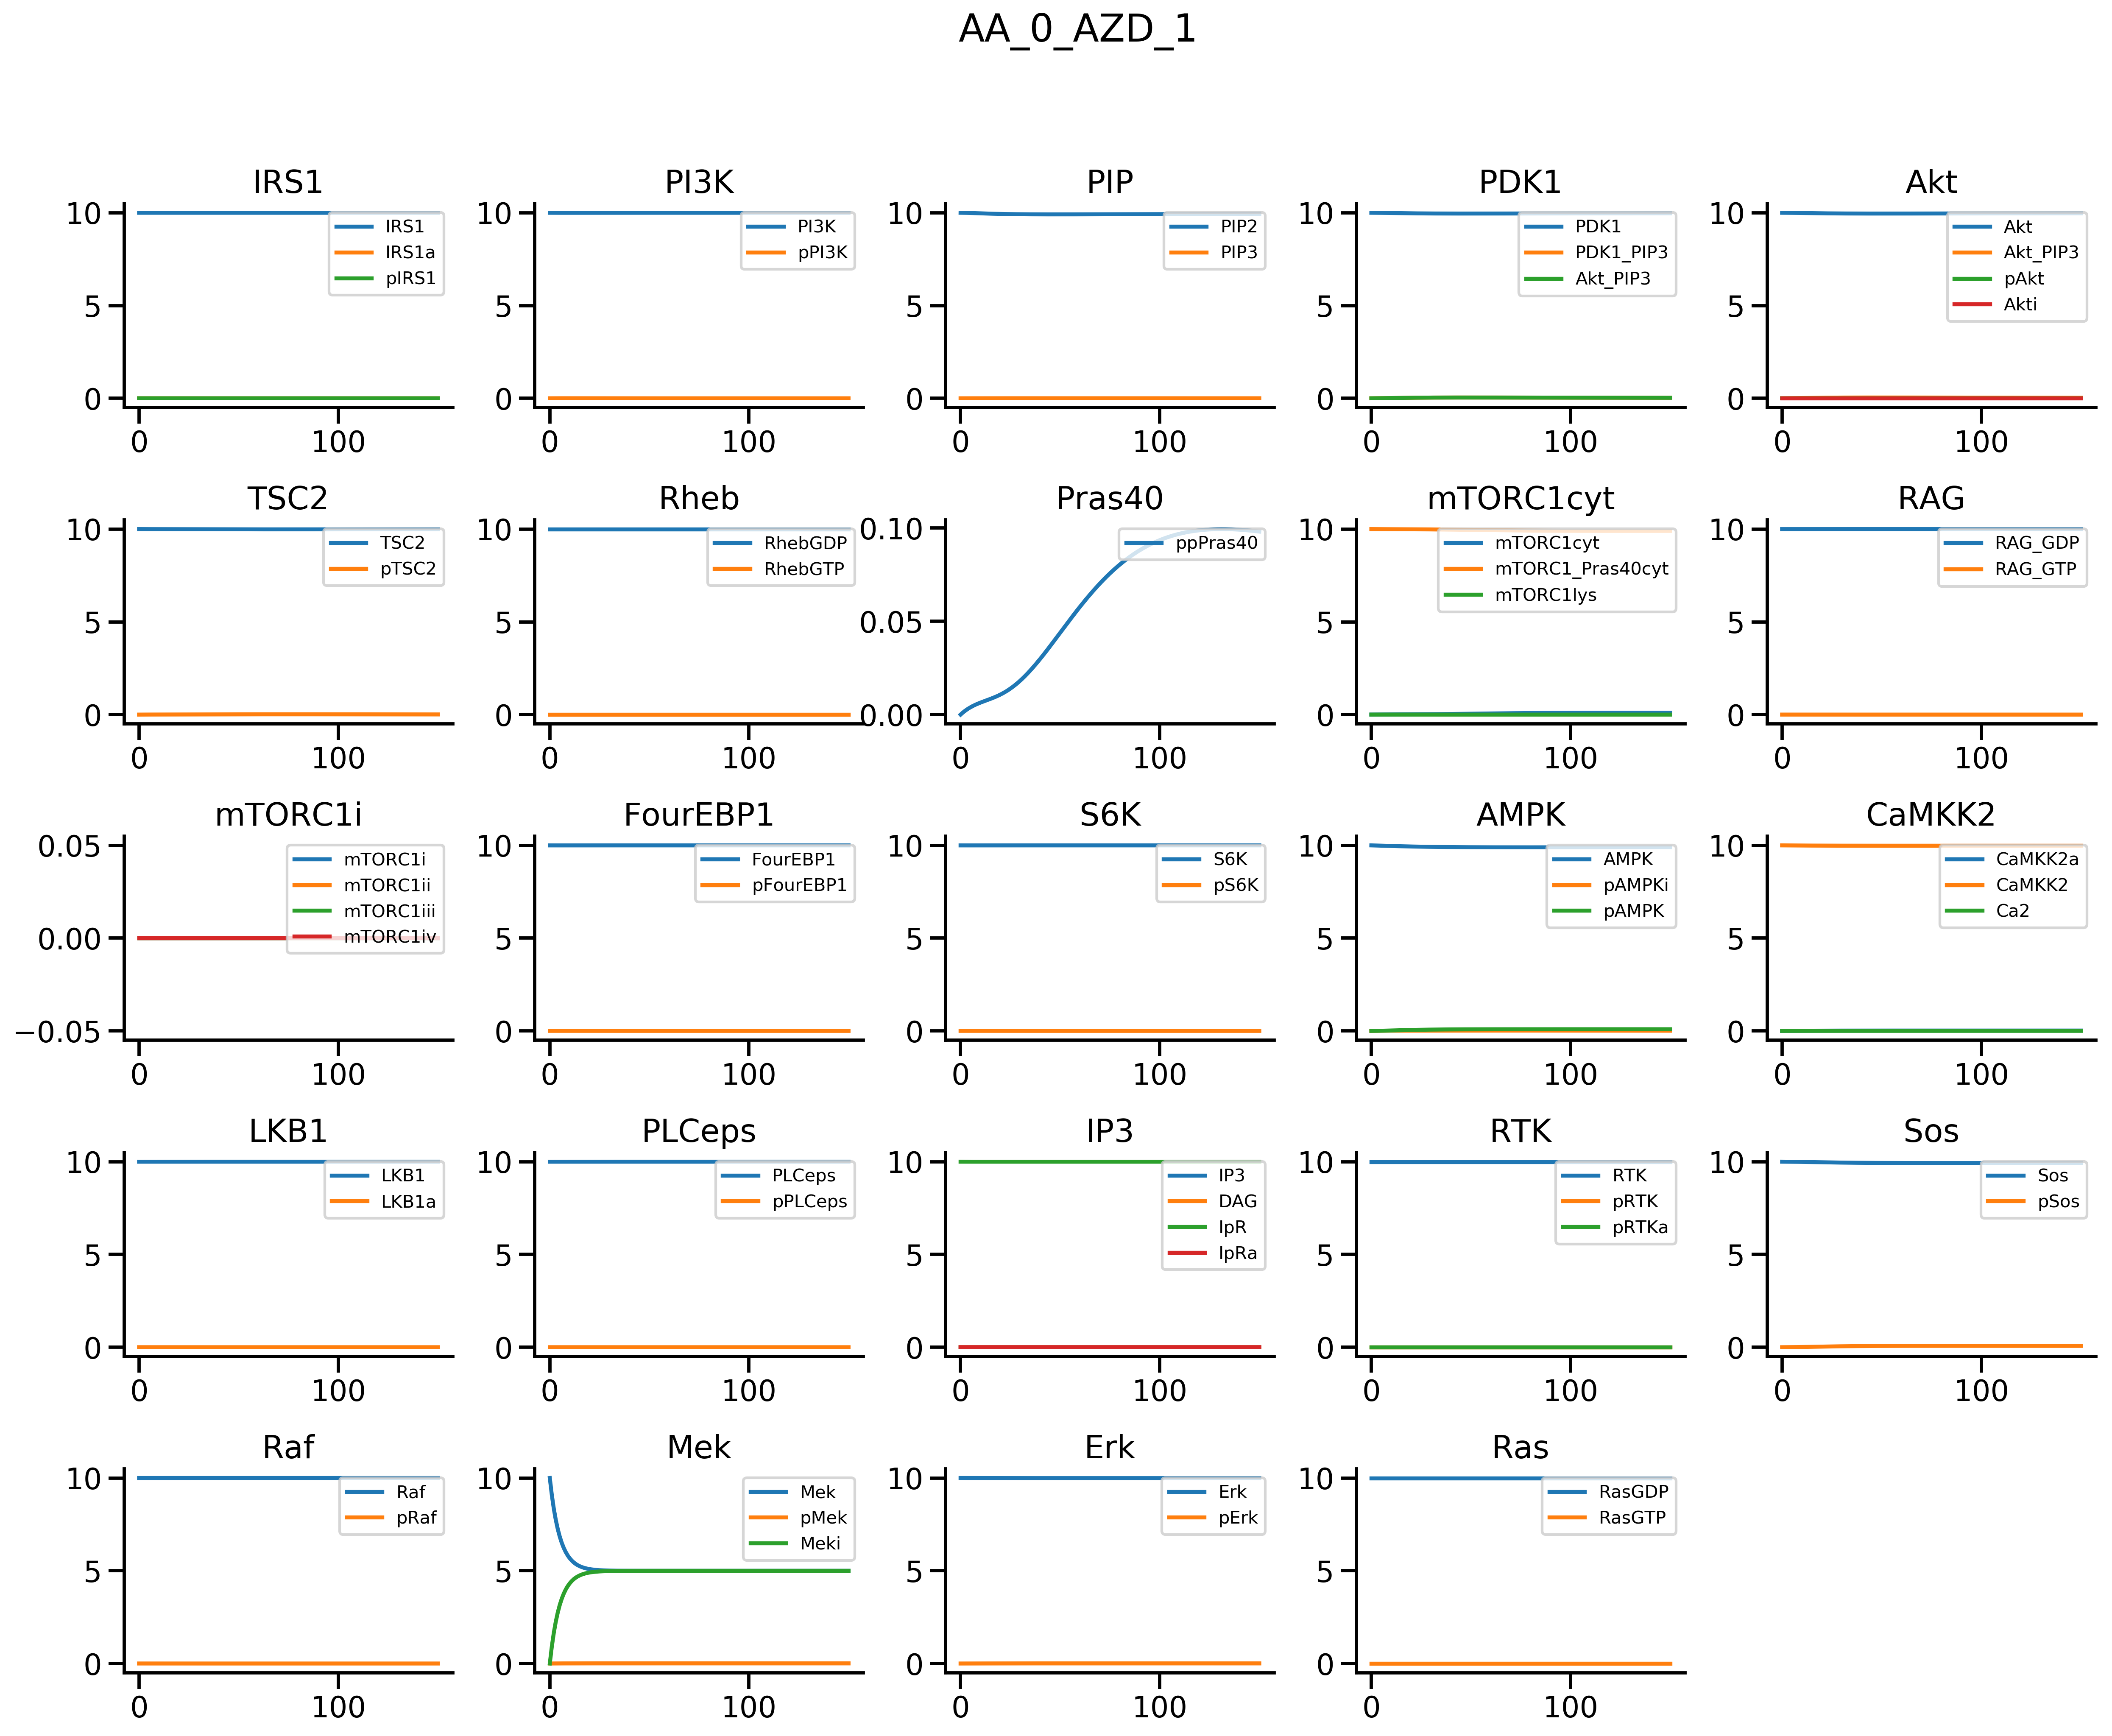 AA_0_AZD_1
IRS1
10
5
0
0 100
IRS1
IRS1a
pIRS1
PI3K
10
5
0
0 100
PI3K
pPI3K
PIP
10
5
0
0 100
PIP2
PIP3
PDK1
10
5
0
0 100
PDK1
PDK1_PIP3
Akt_PIP3
Akt
10
5
0
0 100
Akt
Akt_PIP3
pAkt
Akti
TSC2
10
5
0
0 100
TSC2
pTSC2
Rheb
10
5
0
0 100
RhebGDP
RhebGTP
Pras40
0.10
0.05
0.00
0 100
ppPras40
mTORC1cyt
10
5
0
0 100
mTORC1cyt
mTORC1_Pras40cyt
mTORC1lys
RAG
10
5
0
0 100
RAG_GDP
RAG_GTP
mTORC1i
0.05
0.00
−0.05
0 100
mTORC1i
mTORC1ii
mTORC1iii
mTORC1iv
FourEBP1
10
5
0
0 100
FourEBP1
pFourEBP1
S6K
10
5
0
0 100
S6K
pS6K
AMPK
10
5
0
0 100
AMPK
pAMPKi
pAMPK
CaMKK2
10
5
0
0 100
CaMKK2a
CaMKK2
Ca2
LKB1
10
5
0
0 100
LKB1
LKB1a
PLCeps
10
5
0
0 100
PLCeps
pPLCeps
IP3
10
5
0
0 100
IP3
DAG
IpR
IpRa
RTK
10
5
0
0 100
RTK
pRTK
pRTKa
Sos
10
5
0
0 100
Sos
pSos
Raf
10
5
0
0 100
Raf
pRaf
Mek
10
5
0
0 100
Mek
pMek
Meki
Erk
10
5
0
0 100
Erk
pErk
Ras
10
5
0
0 100
RasGDP
RasGTP